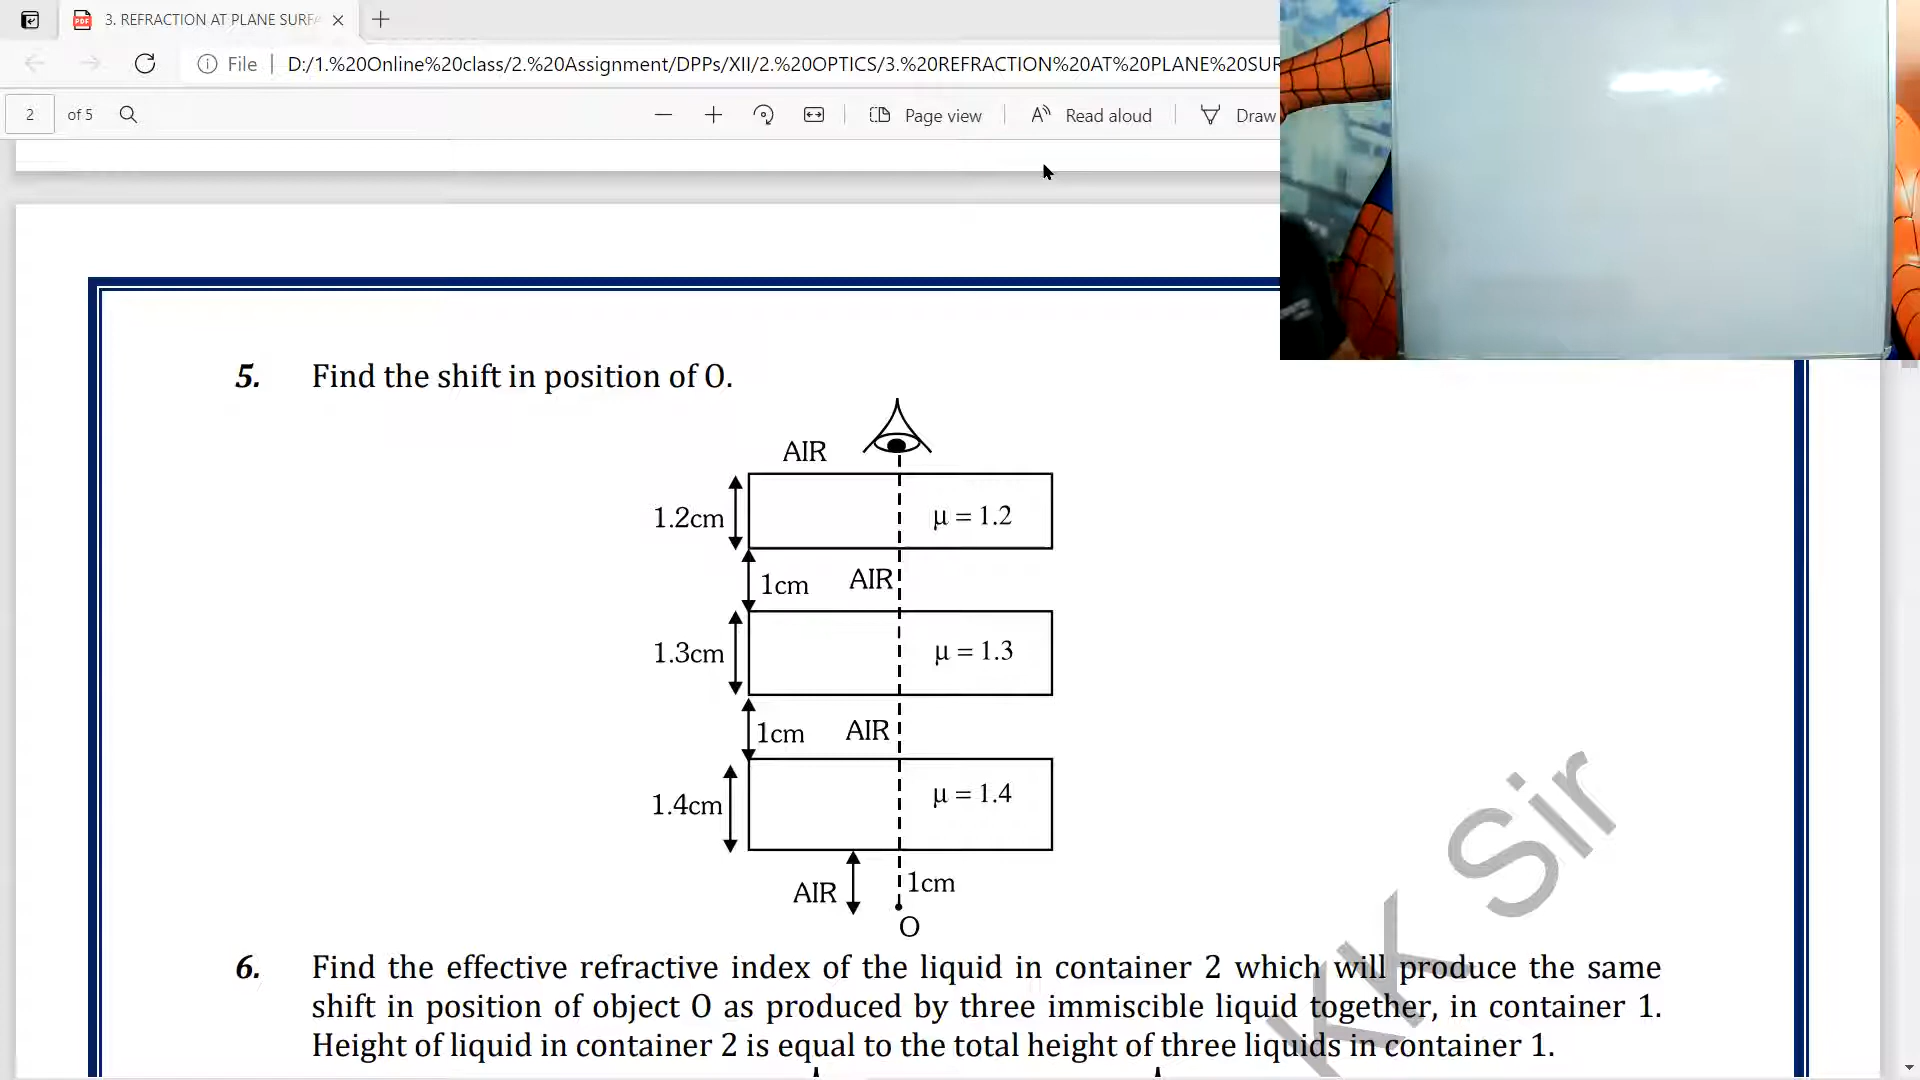 3. REFRACTION AT PLANE SURFA
File
D:/1.%20Online%20class/2.%20Assignment/DPPs/XII/2.%20OPTICS/3.%20REFRACTION%20AT%20PLANE%20SUR
2 of 5
Page view
Read aloud
Draw
5. Find the shift in position of O.
AIR
1.2cm
μ = 1.2
1cm
AIR
1.3cm
μ = 1.3
1cm
AIR
1.4cm
μ = 1.4
AIR
1cm
O
KK Sir
6. Find the effective refractive index of the liquid in container 2 which will produce the same
shift in position of object O as produced by three immiscible liquid together, in container 1.
Height of liquid in container 2 is equal to the total height of three liquids in container 1.